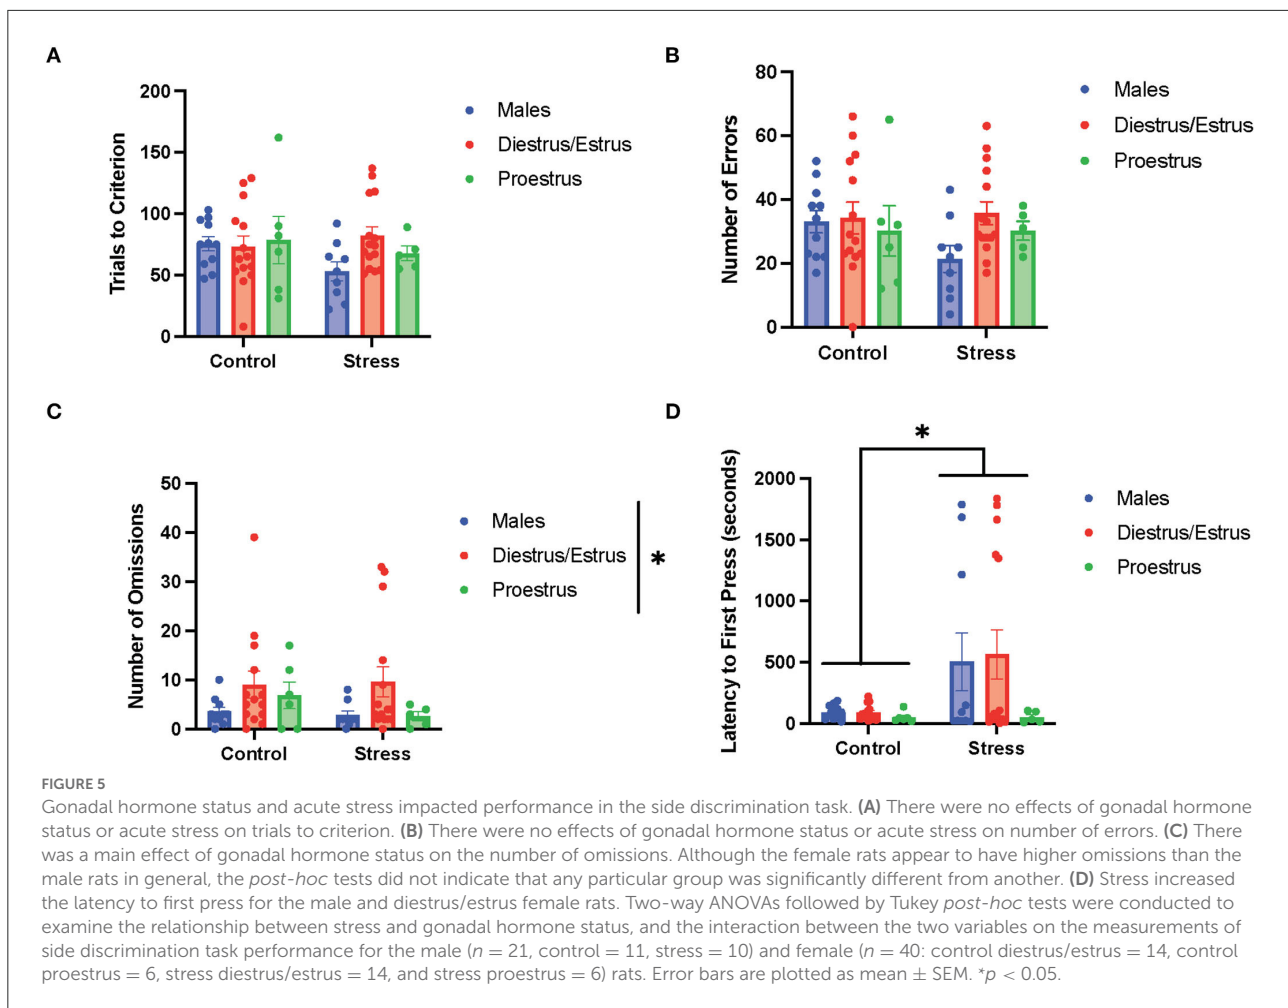 A
200
150
100
50
0
Trials to Criterion
Control
Stress
Males
Diestrus/Estrus
Proestrus
B
80
60
40
20
0
Number of Errors
Control
Stress
Males
Diestrus/Estrus
Proestrus
C
50
40
30
20
10
0
Number of Omissions
Control
Stress
Males
Diestrus/Estrus
Proestrus
*
D
*
2000
1500
1000
500
0
Latency to First Press (seconds)
Control
Stress
Males
Diestrus/Estrus
Proestrus
FIGURE 5
Gonadal hormone status and acute stress impacted performance in the side discrimination task. (A) There were no effects of gonadal hormone
status or acute stress on trials to criterion. (B) There were no effects of gonadal hormone status or acute stress on number of errors. (C) There
was a main effect of gonadal hormone status on the number of omissions. Although the female rats appear to have higher omissions than the
male rats in general, the post-hoc tests did not indicate that any particular group was significantly different from another. (D) Stress increased
the latency to first press for the male and diestrus/estrus female rats. Two-way ANOVAs followed by Tukey post-hoc tests were conducted to
examine the relationship between stress and gonadal hormone status, and the interaction between the two variables on the measurements of
side discrimination task performance for the male (n = 21, control = 11, stress = 10) and female (n = 40: control diestrus/estrus = 14, control
proestrus = 6, stress diestrus/estrus = 14, and stress proestrus = 6) rats. Error bars are plotted as mean ± SEM. *p < 0.05.